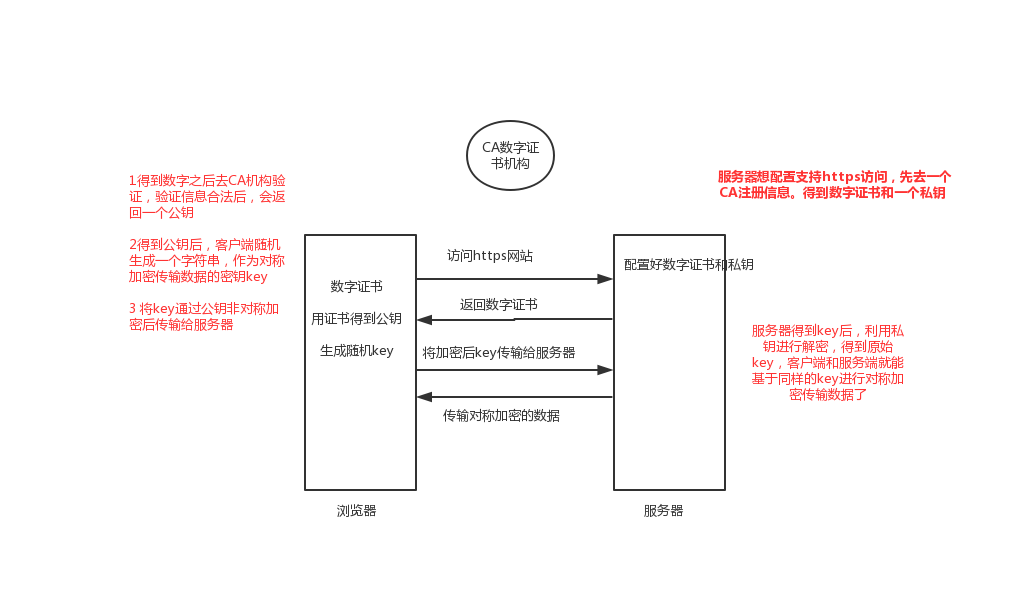 CA数字证
书机构
1得到数字之后去CA机构验
证，验证信息合法后，会返
回一个公钥
2得到公钥后，客户端随机
生成一个字符串，作为对称
加密传输数据的密钥key
3 将key通过公钥非对称加
密后传输给服务器
服务器想配置支持https访问，先去一个
CA注册信息。得到数字证书和一个私钥
数字证书
用证书得到公钥
生成随机key
访问https网站
返回数字证书
将加密后key传输给服务器
传输对称加密的数据
配置好数字证书和私钥
服务器得到key后，利用私
钥进行解密，得到原始
key，客户端和服务端就能
基于同样的key进行对称加
密传输数据了
浏览器
服务器